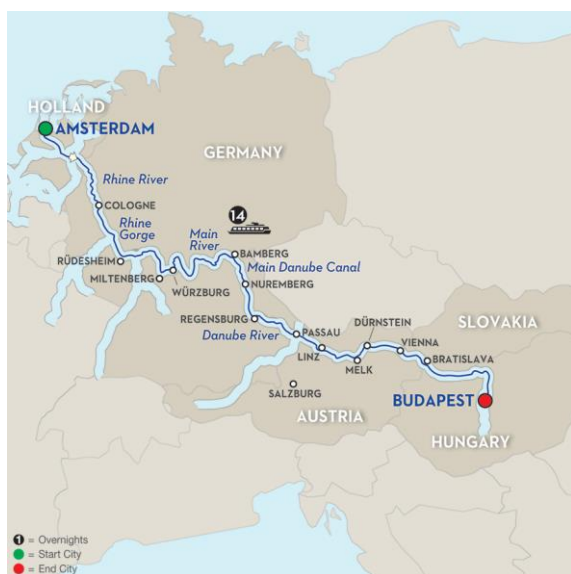 HOLLAND
AMSTERDAM
GERMANY
Rhine River
COLOGNE
14
Rhine
Gorge
Main
River
BAMBERG
RÜDESHEIM
Main Danube Canal
MILTENBERG
NUREMBERG
WÜRZBURG
REGENSBURG
DÜRNSTEIN
SLOVAKIA
Danube River
PASSAU
VIENNA
LINZ
BRATISLAVA
MELK
SALZBURG
BUDAPEST
AUSTRIA
HUNGARY
1 = Overnights
= Start City
= End City